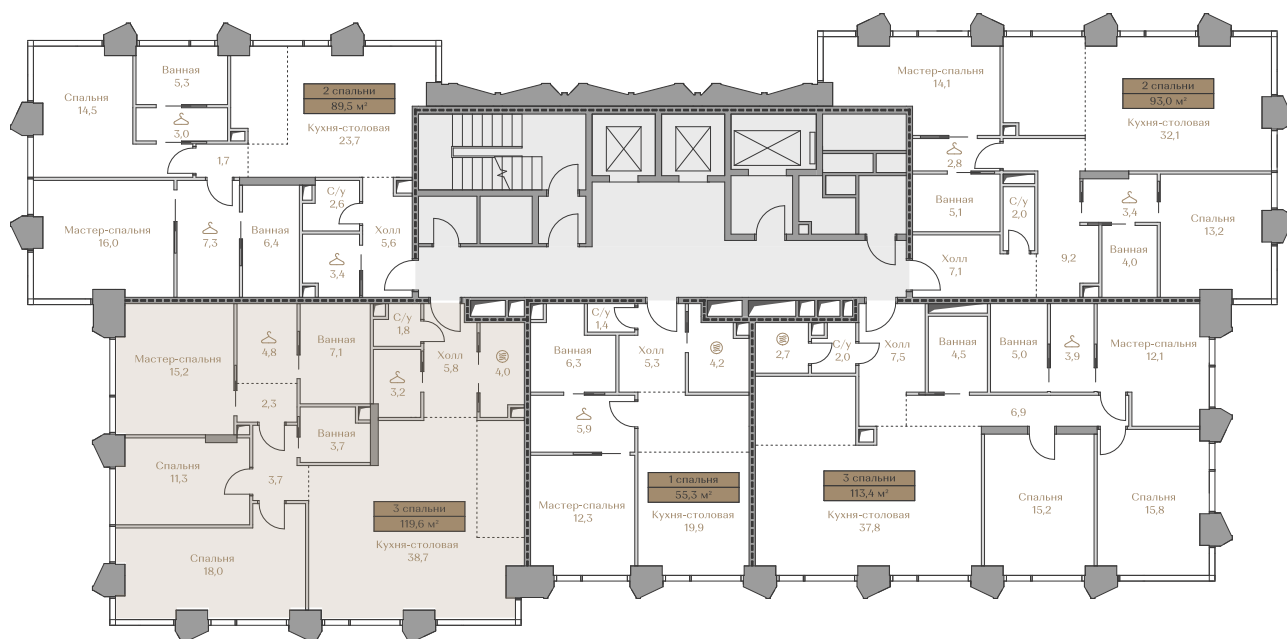 Ванная
5,3
Спальня
14,5
3,0
2 спальни
89,5 м²
Кухня-столовая
23,7
1,7
С/у
2,6
Мастер-спальня
16,0
7,3
Ванная
6,4
Холл
5,6
3,4
Мастер-спальня
14,1
2 спальни
93,0 м²
Кухня-столовая
32,1
2,8
Ванная
5,1
С/у
2,0
3,4
Спальня
13,2
Холл
7,1
9,2
Ванная
4,0
Мастер-спальня
15,2
4,8
Ванная
7,1
С/у
1,8
Холл
5,8
4,0
3,2
2,3
Ванная
3,7
Спальня
11,3
3,7
3 спальни
119,6 м²
Кухня-столовая
38,7
Спальня
18,0
С/у
1,4
Ванная
6,3
Холл
5,3
4,2
5,9
1 спальня
55,3 м²
Мастер-спальня
12,3
Кухня-столовая
19,9
2,7
С/у
2,0
Холл
7,5
Ванная
4,5
Ванная
5,0
3,9
Мастер-спальня
12,1
6,9
3 спальни
113,4 м²
Кухня-столовая
37,8
Спальня
15,2
Спальня
15,8